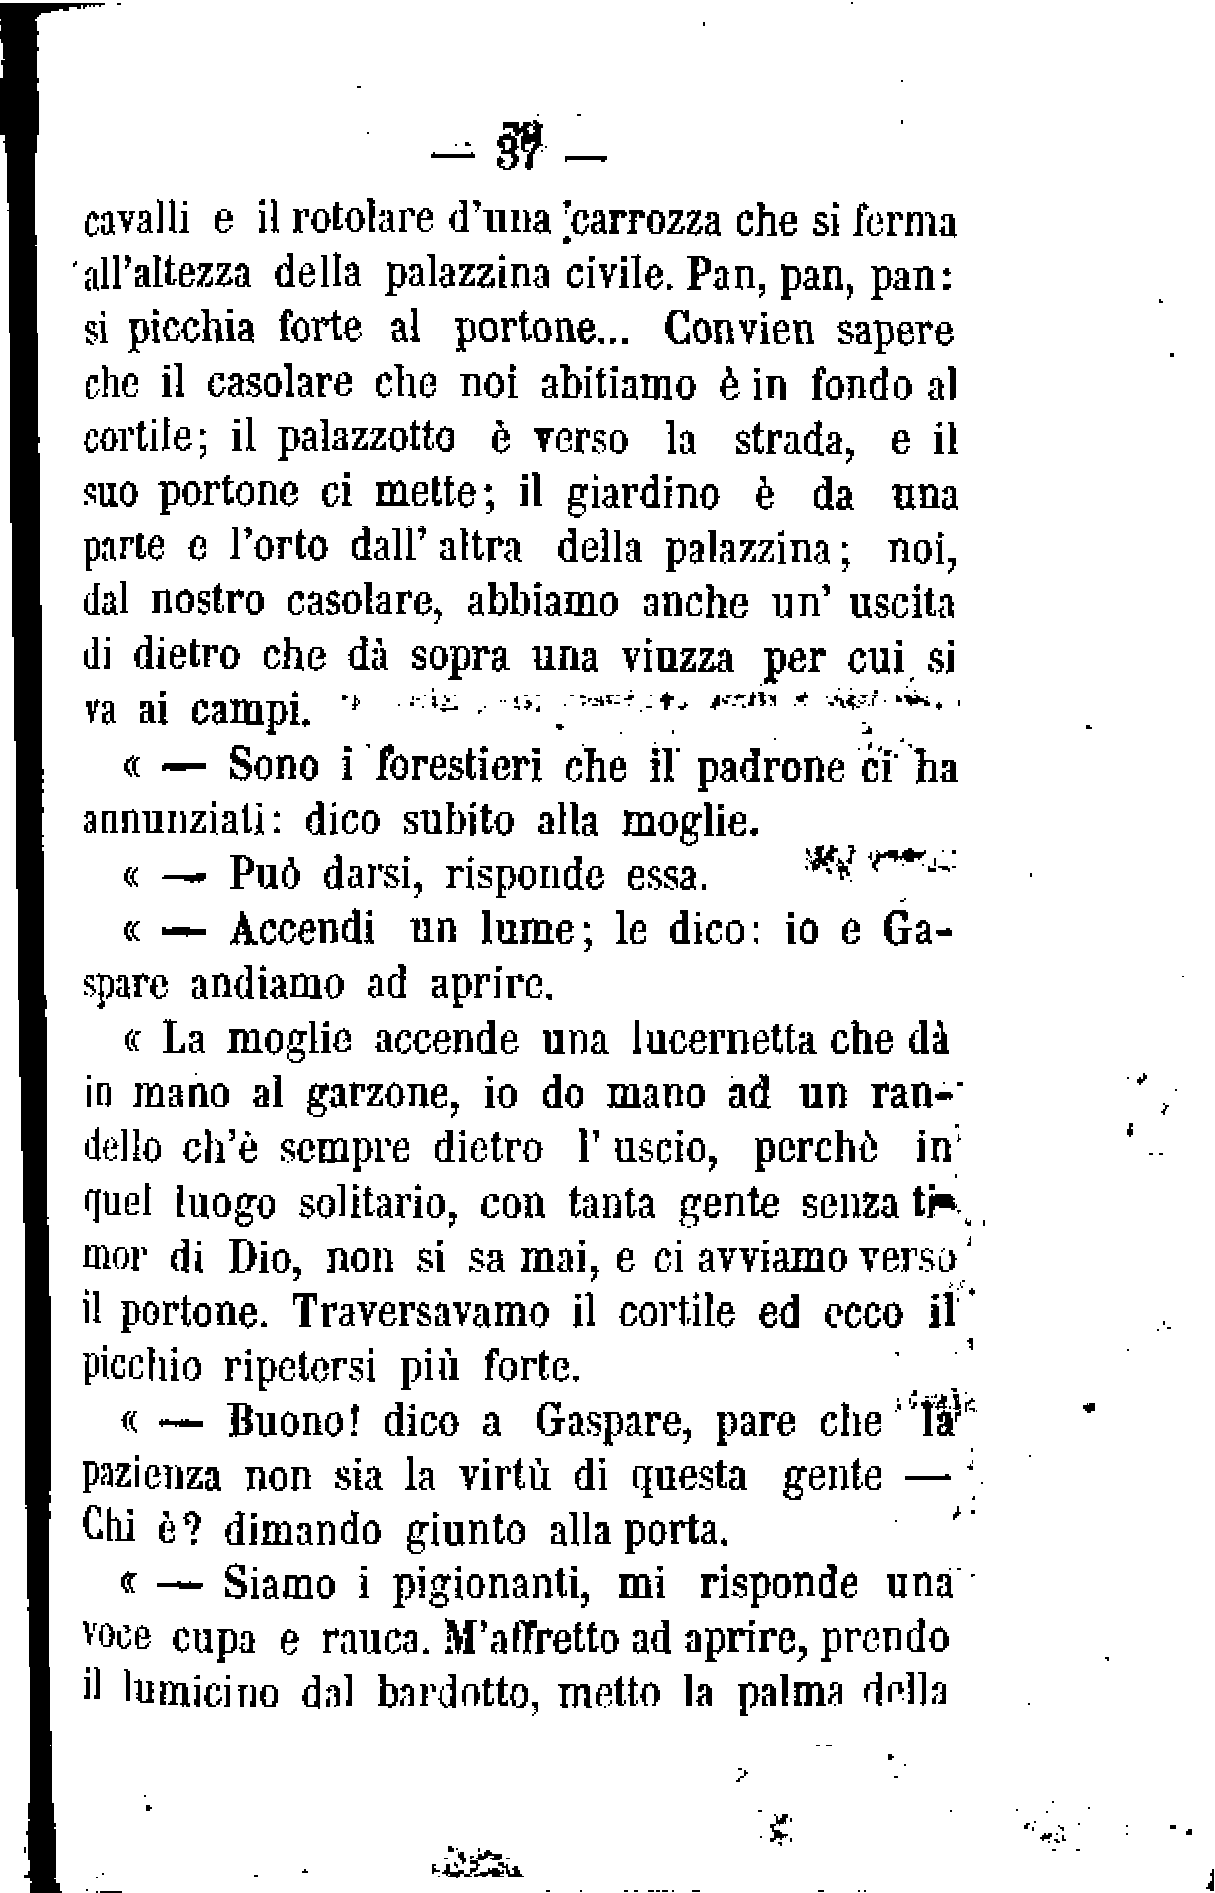 — 37 —
cavalli e il rotolare d'una carrozza che si ferma
all'altezza della palazzina civile. Pan, pan, pan:
si picchia forte al portone... Convien sapere
che il casolare che noi abitiamo è in fondo al
cortile; il palazzotto è verso la strada, e il
suo portone ci mette; il giardino è da una
parte e l'orto dall' altra della palazzina; noi,
dal nostro casolare, abbiamo anche un' uscita
di dietro che dà sopra una viuzza per cui si
va ai campi.
« — Sono i forestieri che il padrone ci ha
annunziati: dico subito alla moglie.
« — Può darsi, risponde essa.
« — Accendi un lume; le dico: io e Ga-
spare andiamo ad aprire.
« La moglie accende una lucernetta che dà
in mano al garzone, io do mano ad un ran-
dello ch'è sempre dietro l' uscio, perchè in
quel luogo solitario, con tanta gente senza ti-
mor di Dio, non si sa mai, e ci avviamo verso
il portone. Traversavamo il cortile ed ecco il
picchio ripetersi più forte.
« — Buono! dico a Gaspare, pare che la
pazienza non sia la virtù di questa gente —
Chi è? dimando giunto alla porta.
« — Siamo i pigionanti, mi risponde una
voce cupa e rauca. M'affretto ad aprire, prendo
il lumicino dal bardotto, metto la palma della